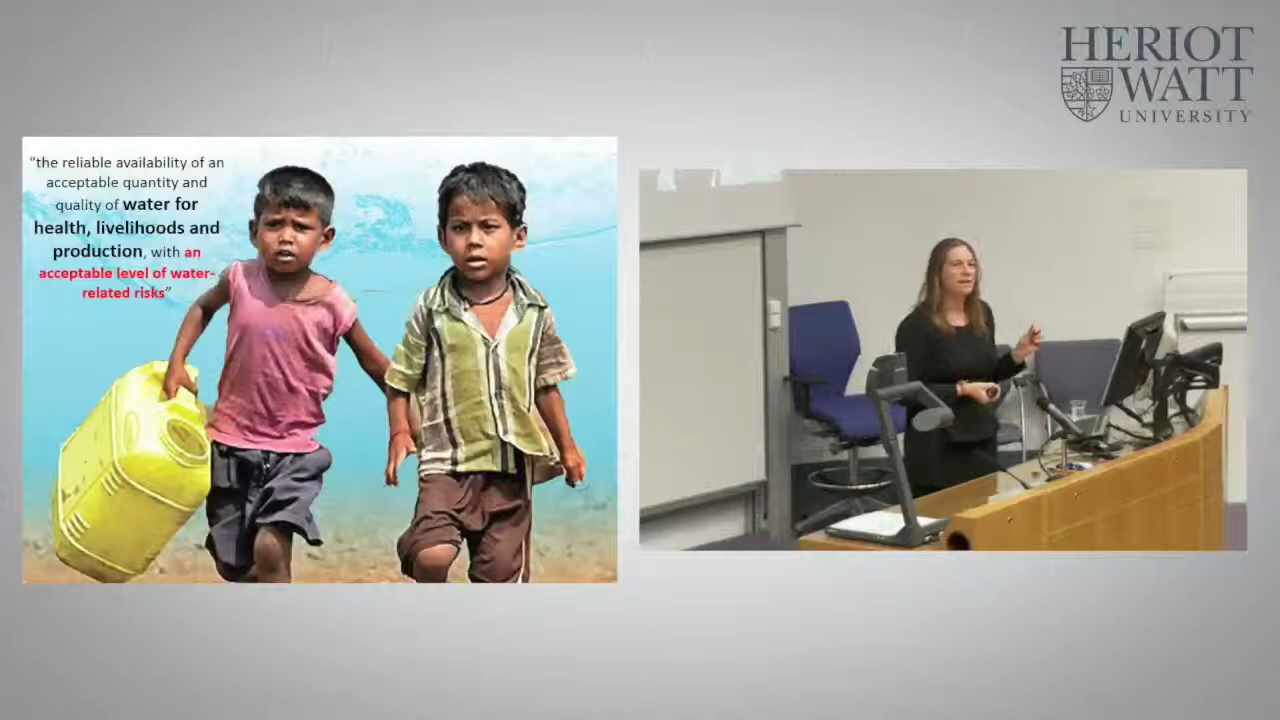 HERIOT
WATT
UNIVERSITY
“the reliable availability of an
acceptable quantity and
quality of water for
health, livelihoods and
production, with an
acceptable level of water-
related risks”